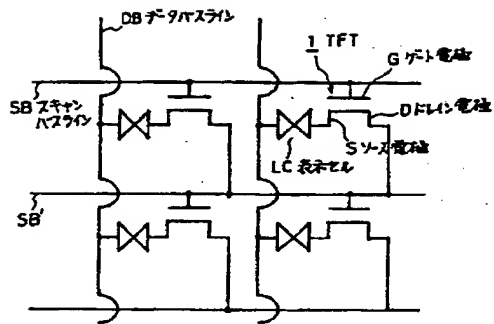 DB データバスライン
1 TFT
G ゲート電極
SB スキャン
バスライン
D ドレイン電極
S ソース電極
LC 表示セル
SB'